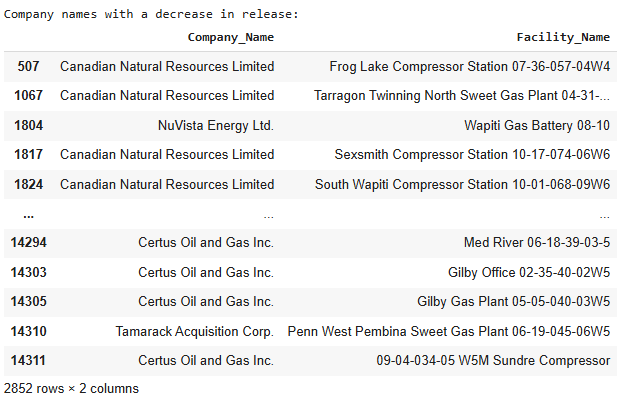 Company names with a decrease in release:
Company_Name Facility_Name
507 Canadian Natural Resources Limited Frog Lake Compressor Station 07-36-057-04W4
1067 Canadian Natural Resources Limited Tarragon Twinning North Sweet Gas Plant 04-31-...
1804 NuVista Energy Ltd. Wapiti Gas Battery 08-10
1817 Canadian Natural Resources Limited Sexsmith Compressor Station 10-17-074-06W6
1824 Canadian Natural Resources Limited South Wapiti Compressor Station 10-01-068-09W6
... ... ...
14294 Certus Oil and Gas Inc. Med River 06-18-39-03-5
14303 Certus Oil and Gas Inc. Gilby Office 02-35-40-02W5
14305 Certus Oil and Gas Inc. Gilby Gas Plant 05-05-040-03W5
14310 Tamarack Acquisition Corp. Penn West Pembina Sweet Gas Plant 06-19-045-06W5
14311 Certus Oil and Gas Inc. 09-04-034-05 W5M Sundre Compressor
2852 rows × 2 columns